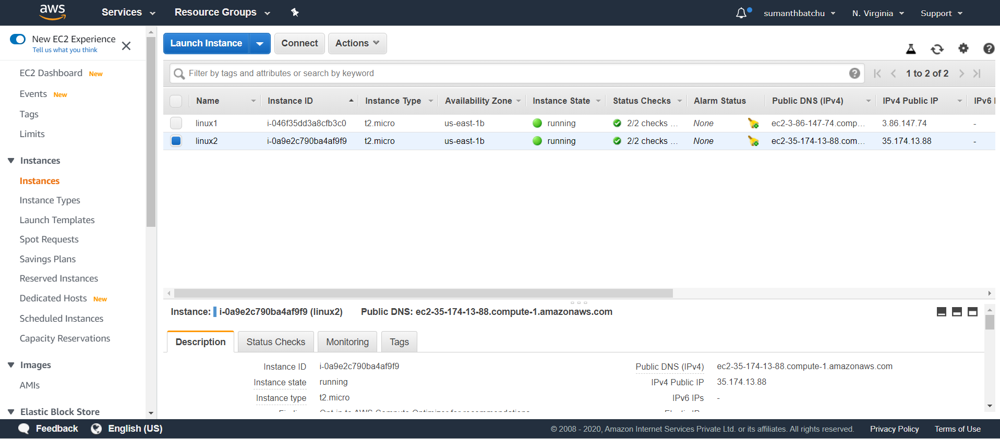 aws Services Resource Groups sumanthbatchu N. Virginia Support
New EC2 Experience
Tell us what you think
EC2 Dashboard New
Events New
Tags
Limits
Instances
Instances
Instance Types
Launch Templates
Spot Requests
Savings Plans
Reserved Instances
Dedicated Hosts New
Scheduled Instances
Capacity Reservations
Images
AMIs
Elastic Block Store
Launch Instance Connect Actions
Filter by tags and attributes or search by keyword 1 to 2 of 2
Name Instance ID Instance Type Availability Zone Instance State Status Checks Alarm Status Public DNS (IPv4) IPv4 Public IP IPv6
linux1 i-046f35dd3a8cfb3c0 t2.micro us-east-1b running 2/2 checks ... None ec2-3-86-147-74.comp... 3.86.147.74 -
linux2 i-0a9e2c790ba4af9f9 t2.micro us-east-1b running 2/2 checks ... None ec2-35-174-13-88.com... 35.174.13.88 -
Instance: i-0a9e2c790ba4af9f9 (linux2) Public DNS: ec2-35-174-13-88.compute-1.amazonaws.com
Description Status Checks Monitoring Tags
Instance ID i-0a9e2c790ba4af9f9 Public DNS (IPv4) ec2-35-174-13-88.compute-1.amazonaws.com
Instance state running IPv4 Public IP 35.174.13.88
Instance type t2.micro IPv6 IPs -
Opt-in to AWS Compute Optimizer for recommendations
Feedback English (US) © 2008 - 2020, Amazon Internet Services Private Ltd. or its affiliates. All rights reserved. Privacy Policy Terms of Use